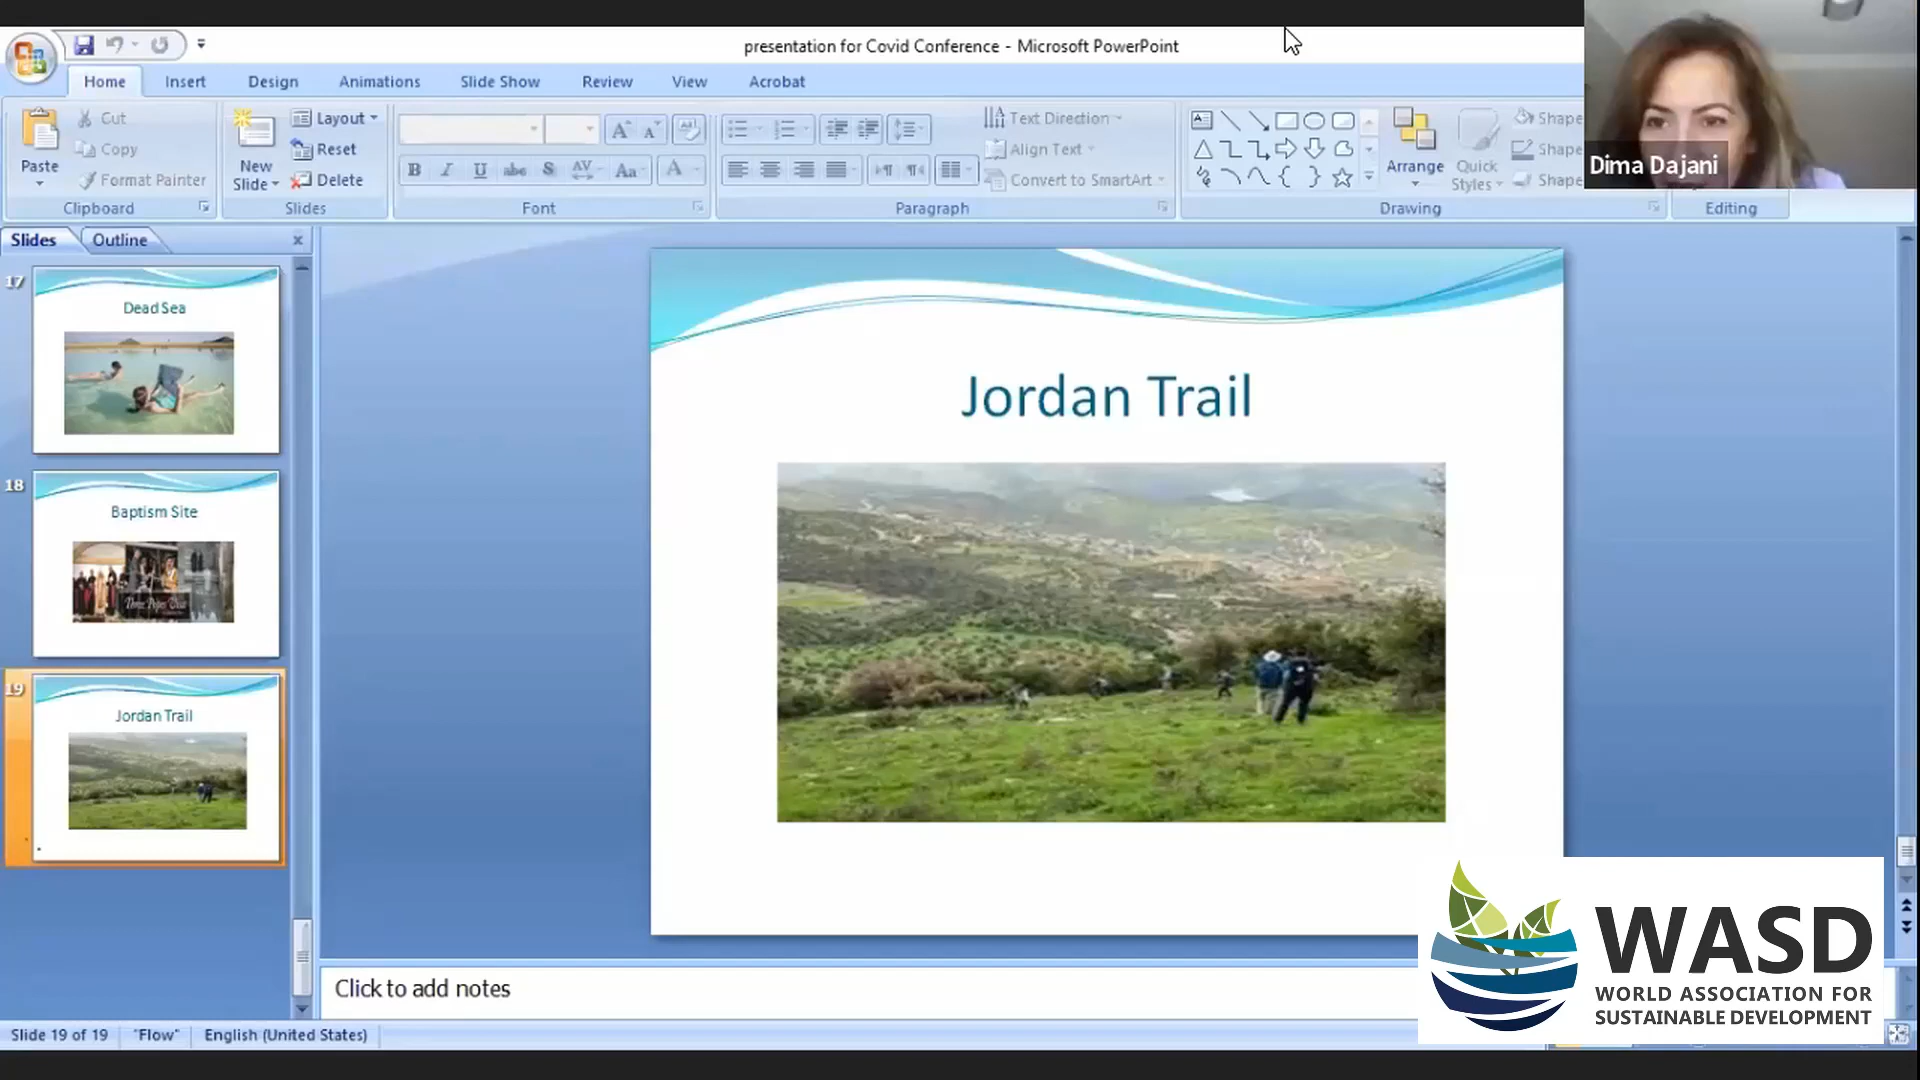 presentation for Covid Conference - Microsoft PowerPoint
Home
Insert
Design
Animations
Slide Show
Review
View
Acrobat
Dima Dajani
Paste
Cut
Copy
Format Painter
Clipboard
New
Slide
Layout
Reset
Delete
Slides
B I U abc S AV Aa A
Font
Text Direction
Align Text
Convert to SmartArt
Paragraph
Arrange
Quick
Styles
Shape
Shape
Shape
Drawing
Editing
Slides
Outline
17
Dead Sea
18
Baptism Site
19
Jordan Trail
Jordan Trail
Click to add notes
WASD
WORLD ASSOCIATION FOR
SUSTAINABLE DEVELOPMENT
Slide 19 of 19
"Flow"
English (United States)